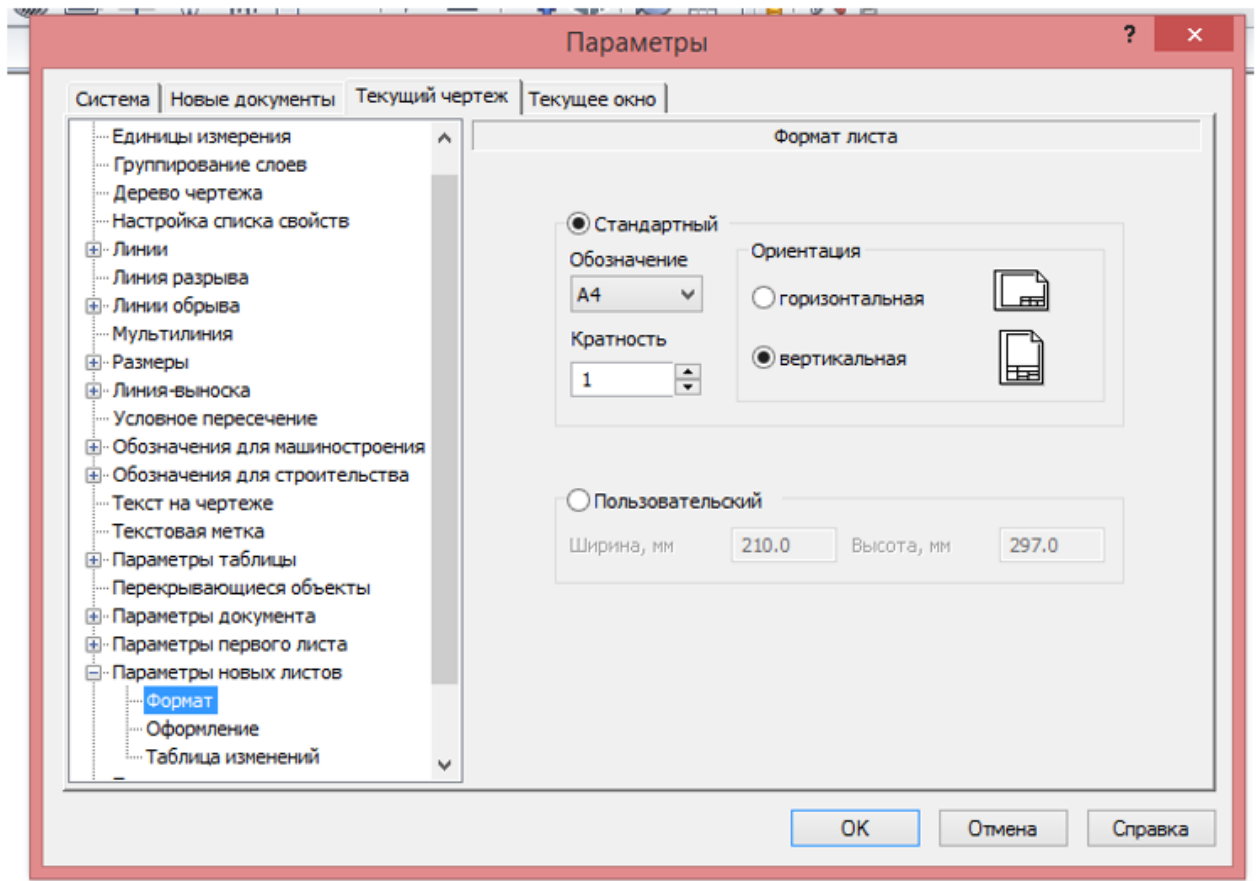 Параметры
?
×
Система
Новые документы
Текущий чертеж
Текущее окно
Единицы измерения
Группирование слоев
Дерево чертежа
Настройка списка свойств
Линии
Линия разрыва
Линии обрыва
Мультилиния
Размеры
Линия-выноска
Условное пересечение
Обозначения для машиностроения
Обозначения для строительства
Текст на чертеже
Текстовая метка
Параметры таблицы
Перекрывающиеся объекты
Параметры документа
Параметры первого листа
Параметры новых листов
Формат
Оформление
Таблица изменений
Формат листа
Стандартный
Обозначение
A4
Кратность
1
Ориентация
горизонтальная
вертикальная
Пользовательский
Ширина, мм 210.0 Высота, мм 297.0
OK Отмена Справка